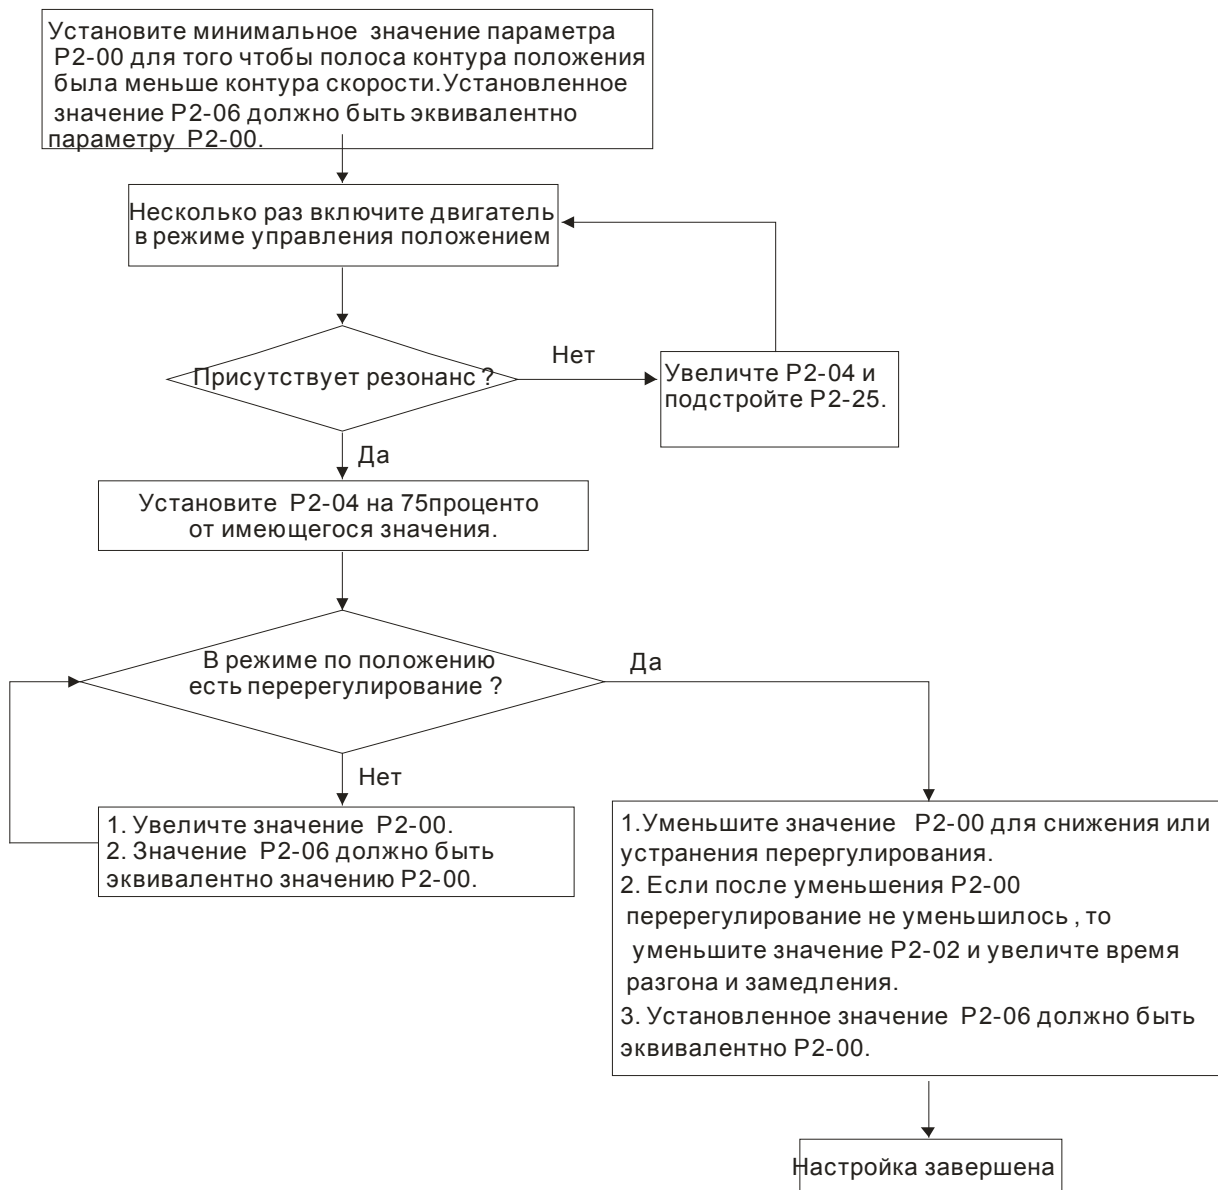 Установите минимальное значение параметра
P2-00 для того чтобы полоса контура положения
была меньше контура скорости.Установленное
значение P2-06 должно быть эквивалентно
параметру P2-00.
Несколько раз включите двигатель
в режиме управления положением
Присутствует резонанс ?
Нет
Увеличте P2-04 и
подстройте P2-25.
Да
Установите P2-04 на 75проценто
от имеющегося значения.
В режиме по положению
есть перерегулирование ?
Да
Нет
1. Увеличте значение P2-00.
2. Значение P2-06 должно быть
эквивалентно значению P2-00.
1.Уменьшите значение P2-00 для снижения или
устранения перергулирования.
2. Если после уменьшения P2-00
перерегулирование не уменьшилось , то
уменьшите значение P2-02 и увеличте время
разгона и замедления.
3. Установленное значение P2-06 должно быть
эквивалентно P2-00.
Настройка завершена